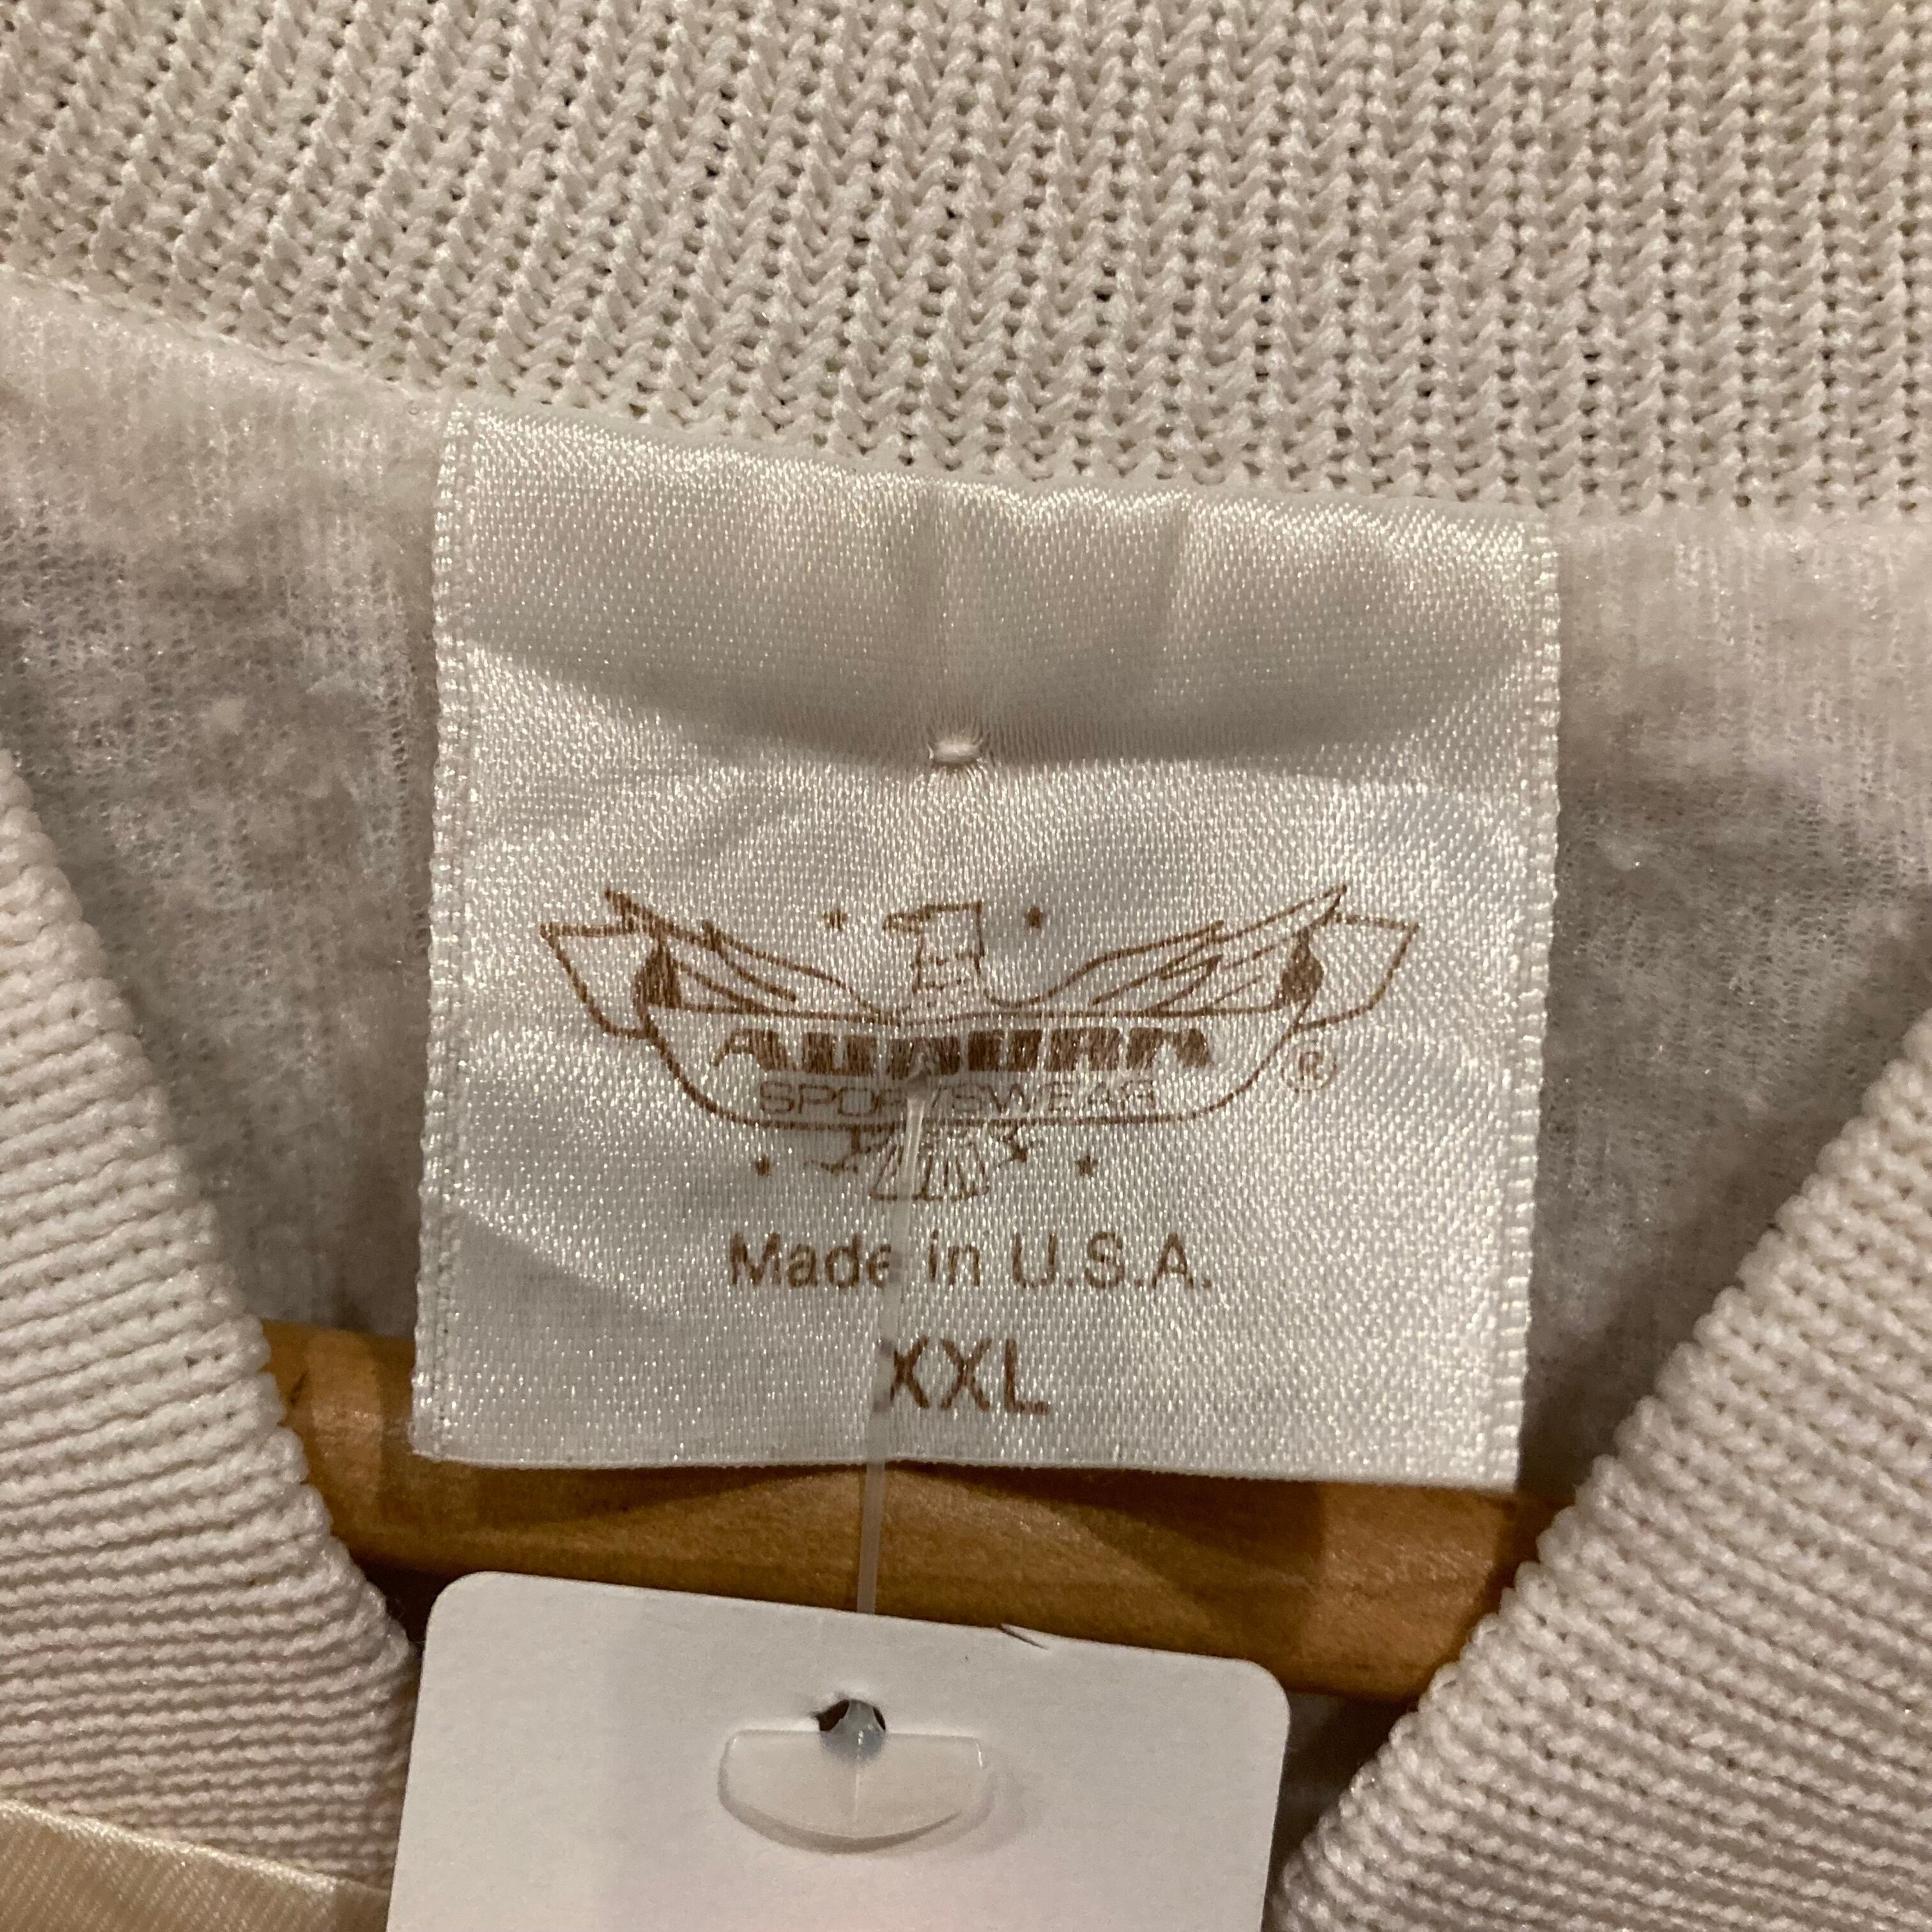 AUBURN
SPORTSWEAR
®
Made in U.S.A.
XXL